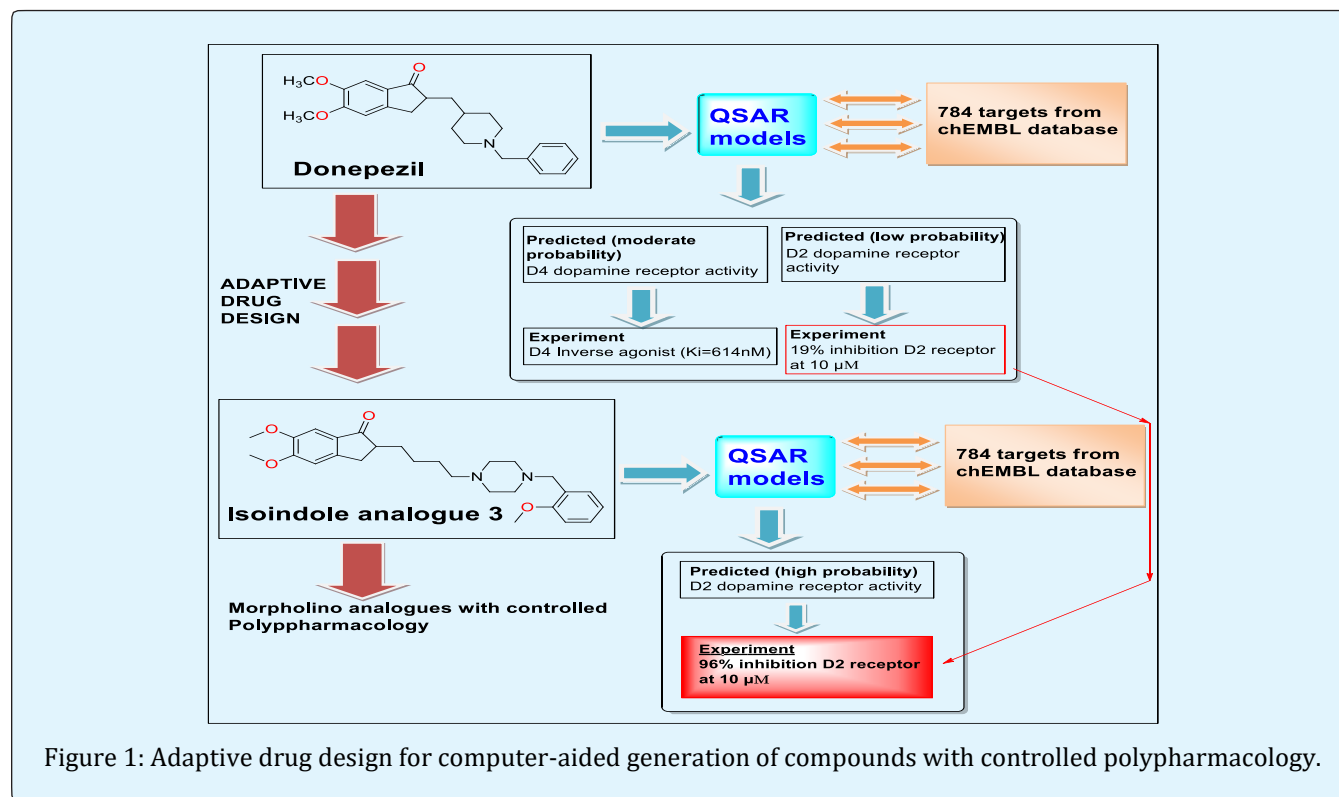 O
H₃CO
H₃CO
N
Donepezil
QSAR
models
784 targets from
chEMBL database
Predicted (moderate
probability)
D4 dopamine receptor activity
Predicted (low probability)
D2 dopamine receptor
activity
ADAPTIVE
DRUG
DESIGN
Experiment
D4 Inverse agonist (Ki=614nM)
Experiment
19% inhibition D2 receptor
at 10 µM
O
O
O
N
N
O
Isoindole analogue 3
QSAR
models
784 targets from
chEMBL database
Predicted (high probability)
D2 dopamine receptor activity
Morpholino analogues with controlled
Polyppharmacology
Experiment
96% inhibition D2 receptor
at 10 µM
Figure 1: Adaptive drug design for computer-aided generation of compounds with controlled polypharmacology.